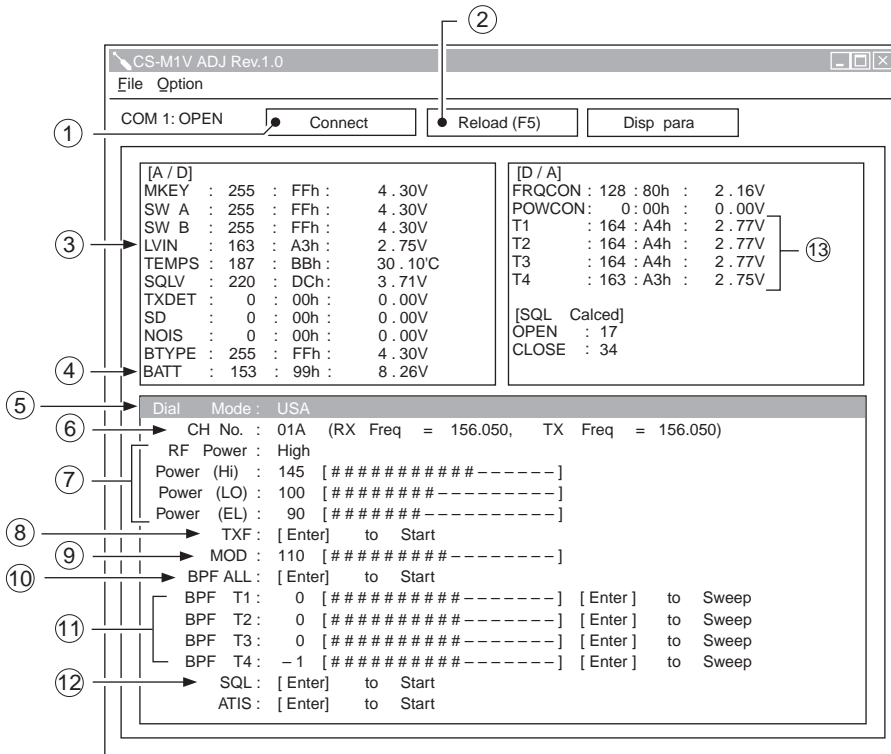 ②
CS-M1V ADJ Rev.1.0
File Option
① COM 1: OPEN Connect Reload (F5) Disp para
[A / D]
MKEY : 255 : FFh : 4 . 30V
SW A : 255 : FFh : 4 . 30V
SW B : 255 : FFh : 4 . 30V
③ LVIN : 163 : A3h : 2 . 75V
TEMPS : 187 : BBh : 30 . 10'C
SQLV : 220 : DCh : 3 . 71V
TXDET : 0 : 00h : 0 . 00V
SD : 0 : 00h : 0 . 00V
NOIS : 0 : 00h : 0 . 00V
BTYPE : 255 : FFh : 4 . 30V
④ BATT : 153 : 99h : 8 . 26V
[D / A]
FRQCON : 128 : 80h : 2 . 16V
POWCON : 0 : 00h : 0 . 00V
T1 : 164 : A4h : 2 . 77V
T2 : 164 : A4h : 2 . 77V
⑬
T3 : 164 : A4h : 2 . 77V
T4 : 163 : A3h : 2 . 75V
[SQL Calced]
OPEN : 17
CLOSE : 34
⑤ Dial Mode : USA
⑥ CH No. : 01A (RX Freq = 156.050, TX Freq = 156.050)
RF Power : High
⑦ Power (Hi) : 145 [ # # # # # # # # # # # – – – – – – ]
Power (LO) : 100 [ # # # # # # # # – – – – – – – – – ]
Power (EL) : 90 [ # # # # # # # – – – – – – – – – – ]
⑧ TXF : [ Enter] to Start
⑨ MOD : 110 [ # # # # # # # # # – – – – – – – – ]
⑩ BPF ALL : [ Enter] to Start
BPF T1 : 0 [ # # # # # # # # # # – – – – – – – ] [ Enter ] to Sweep
⑪ BPF T2 : 0 [ # # # # # # # # # # – – – – – – – ] [ Enter ] to Sweep
BPF T3 : 0 [ # # # # # # # # # # – – – – – – – ] [ Enter ] to Sweep
BPF T4 : – 1 [ # # # # # # # # # # – – – – – – – ] [ Enter ] to Sweep
⑫ SQL : [ Enter] to Start
ATIS : [ Enter] to Start